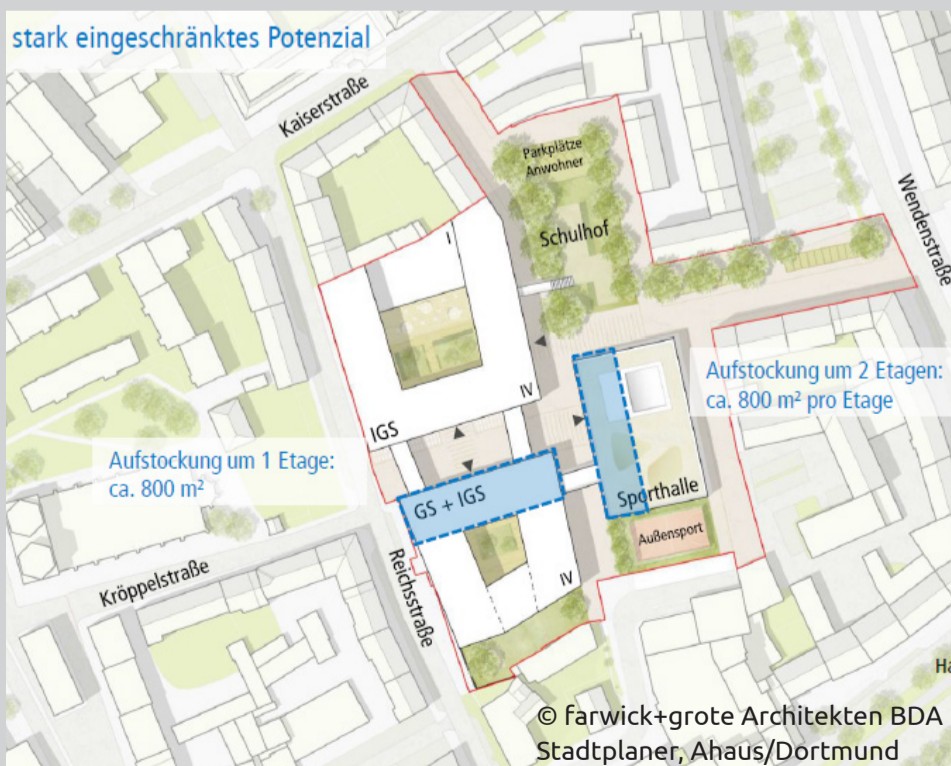 stark eingeschränktes Potenzial
Kaiserstraße
Parkplätze
Anwohner
Wendenstraße
I
Schulhof
IV
IGS
Aufstockung um 2 Etagen:
ca. 800 m² pro Etage
Aufstockung um 1 Etage:
ca. 800 m²
GS + IGS
Sporthalle
Außensport
Kröppelstraße
Reichsstraße
IV
© farwick+grote Architekten BDA
Stadtplaner, Ahaus/Dortmund